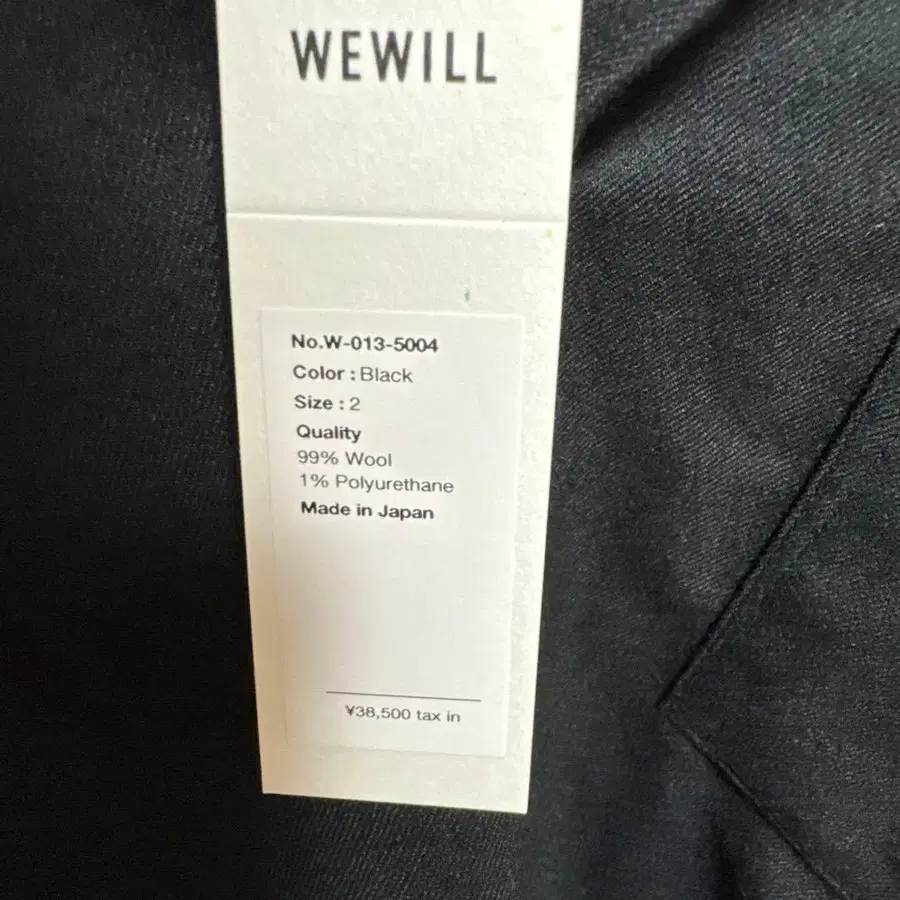 WEWILL
No.W-013-5004
Color : Black
Size : 2
Quality
99% Wool
1% Polyurethane
Made in Japan
¥38,500 tax in